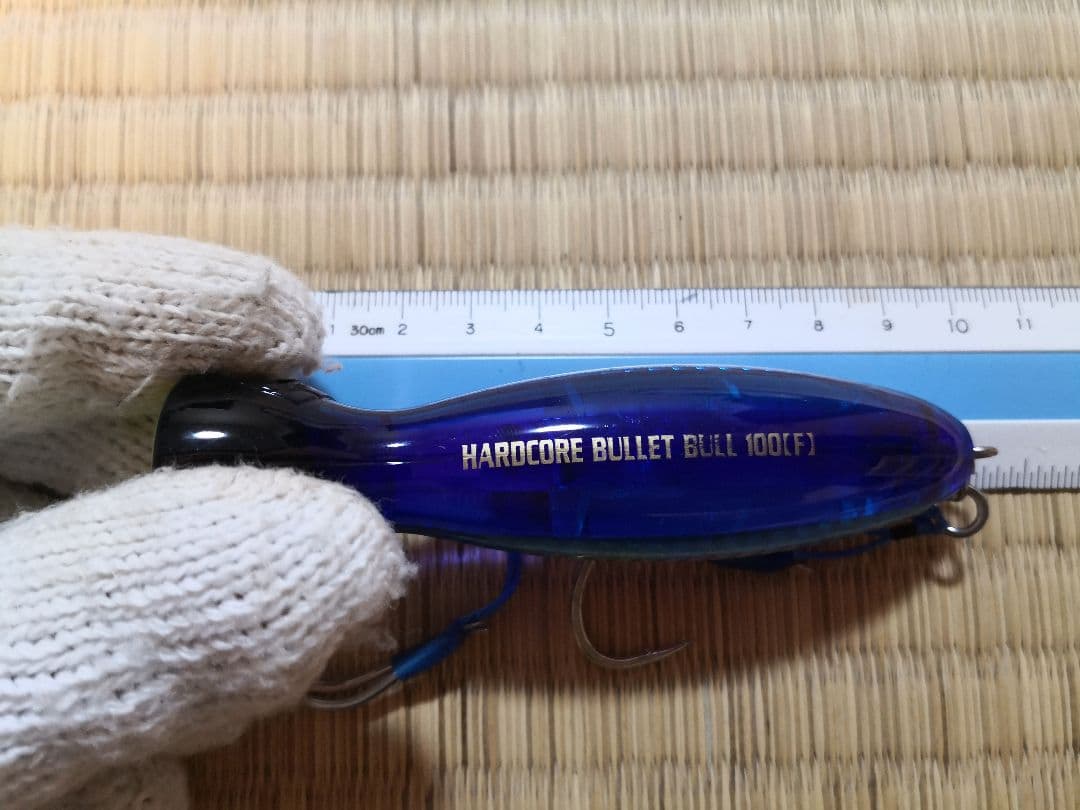 1 30cm 2 3 4 5 6 7 8 9 10 11
HARDCORE BULLET BULL 100[F]